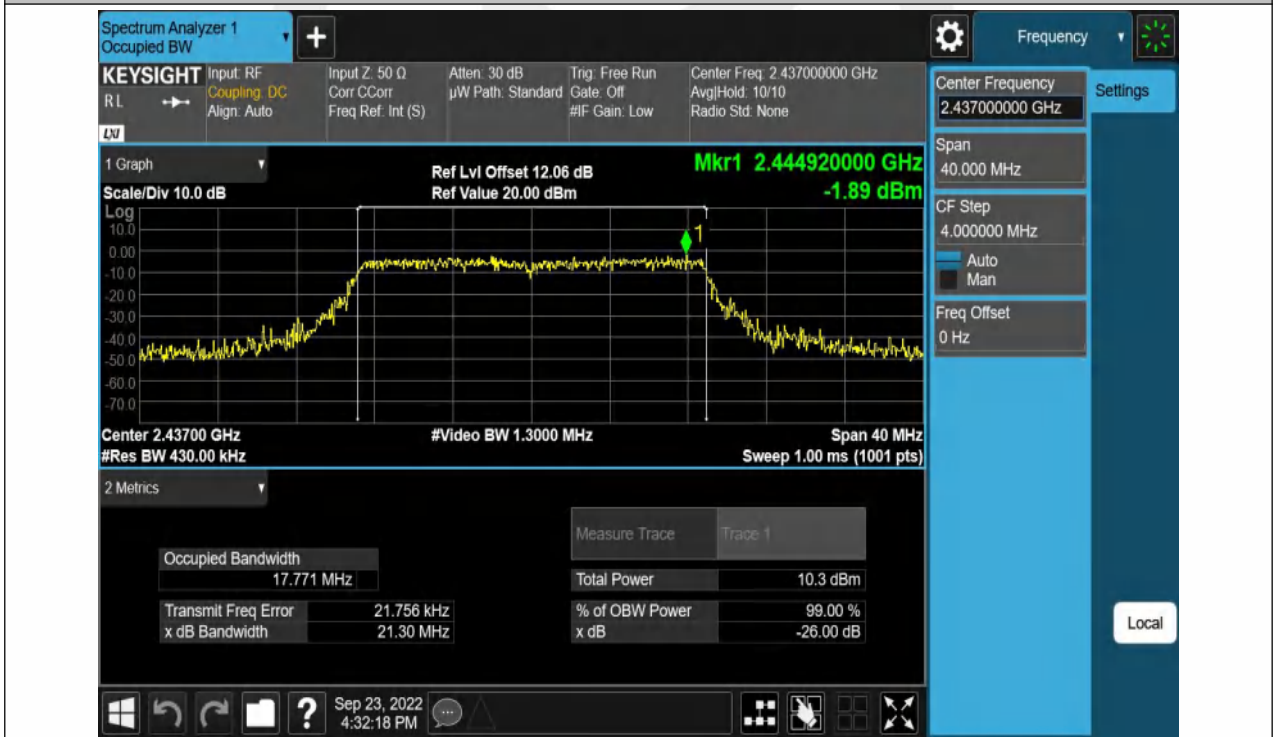 Spectrum Analyzer 1
Occupied BW
+
Frequency
KEYSIGHT
RL
LXI
Input: RF
Coupling: DC
Align: Auto
Input Z: 50 Ω
Corr CCorr
Freq Ref: Int (S)
Atten: 30 dB
µW Path: Standard
Trig: Free Run
Gate: Off
#IF Gain: Low
Center Freq: 2.437000000 GHz
Avg|Hold: 10/10
Radio Std: None
Center Frequency
2.437000000 GHz
Settings
Span
40.000 MHz
CF Step
4.000000 MHz
Auto
Man
Freq Offset
0 Hz
Local
1 Graph
Scale/Div 10.0 dB
Ref Lvl Offset 12.06 dB
Ref Value 20.00 dBm
Mkr1 2.444920000 GHz
-1.89 dBm
Log
10.0
0.00
-10.0
-20.0
-30.0
-40.0
-50.0
-60.0
-70.0
1
Center 2.43700 GHz
#Res BW 430.00 kHz
#Video BW 1.3000 MHz
Span 40 MHz
Sweep 1.00 ms (1001 pts)
2 Metrics
Measure Trace Trace 1
Occupied Bandwidth
17.771 MHz
Total Power 10.3 dBm
Transmit Freq Error 21.756 kHz
% of OBW Power 99.00 %
x dB Bandwidth 21.30 MHz
x dB -26.00 dB
?
Sep 23, 2022
4:32:18 PM